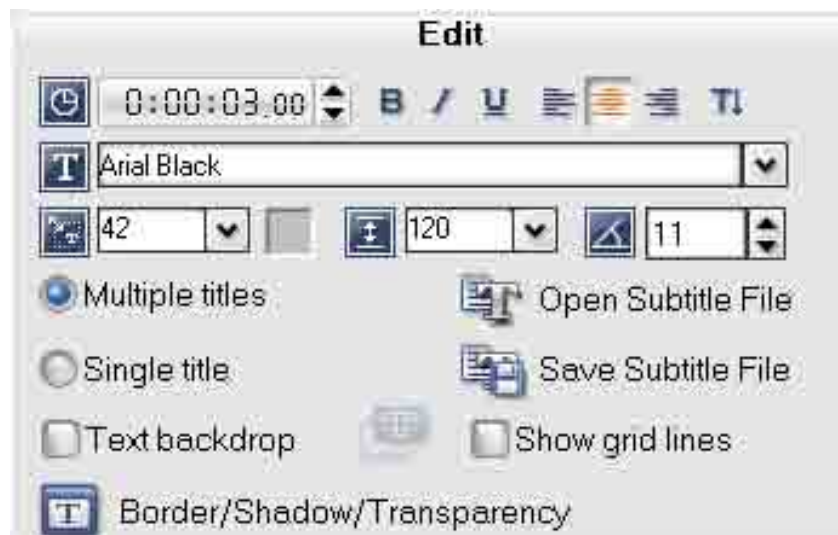 Edit
0:00:03.00 B I U T
T Arial Black
42 120 11
Multiple titles Open Subtitle File
Single title Save Subtitle File
Text backdrop Show grid lines
T Border/Shadow/Transparency